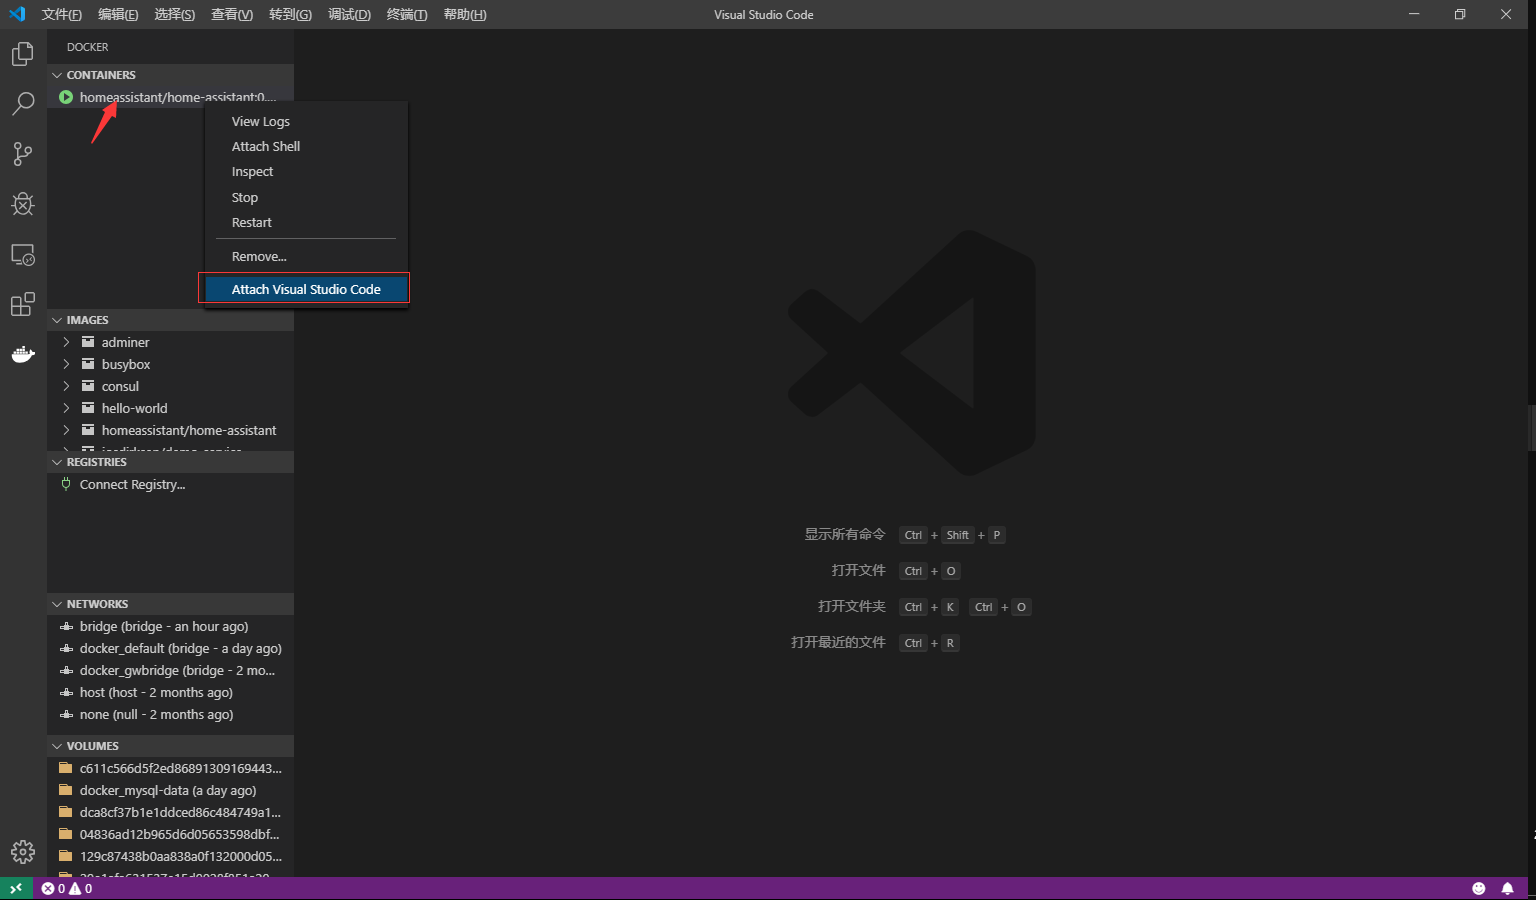 文件(F) 编辑(E) 选择(S) 查看(V) 转到(G) 调试(D) 终端(T) 帮助(H) Visual Studio Code
DOCKER
CONTAINERS
homeassistant/home-assistant:0....
View Logs
Attach Shell
Inspect
Stop
Restart
Remove...
Attach Visual Studio Code
IMAGES
adminer
busybox
consul
hello-world
homeassistant/home-assistant
REGISTRIES
Connect Registry...
NETWORKS
bridge (bridge - an hour ago)
docker_default (bridge - a day ago)
docker_gwbridge (bridge - 2 mo...
host (host - 2 months ago)
none (null - 2 months ago)
VOLUMES
c611c566d5f2ed86891309169443...
docker_mysql-data (a day ago)
dca8cf37b1e1ddced86c484749a1...
04836ad12b965d6d05653598dbf...
129c87438b0aa838a0f132000d05...
显示所有命令 Ctrl + Shift + P
打开文件 Ctrl + O
打开文件夹 Ctrl + K Ctrl + O
打开最近的文件 Ctrl + R
0 0